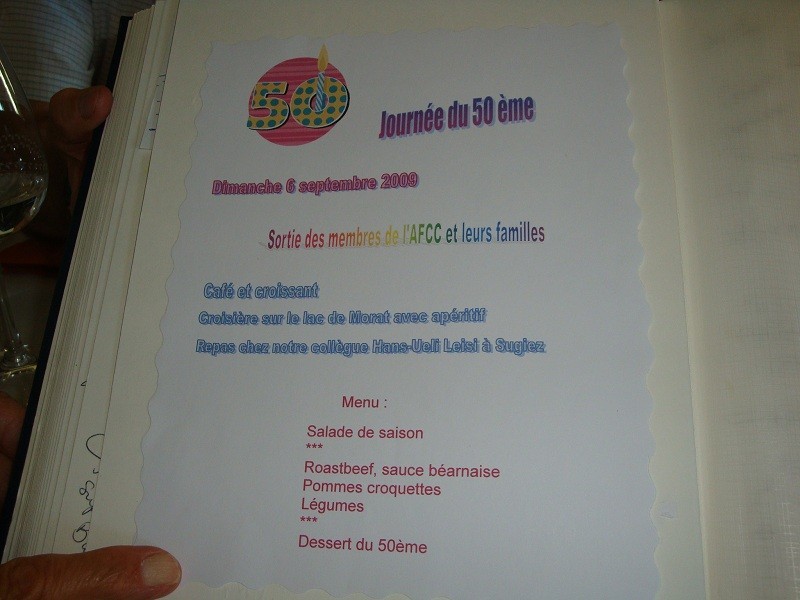 50
Journée du 50 ème
Dimanche 6 septembre 2009
Sortie des membres de l'AFCC et leurs familles
Café et croissant
Croisière sur le lac de Morat avec apéritif
Repas chez notre collègue Hans-Ueli Leisi à Sugiez
Menu :
Salade de saison
***
Roastbeef, sauce béarnaise
Pommes croquettes
Légumes
***
Dessert du 50ème